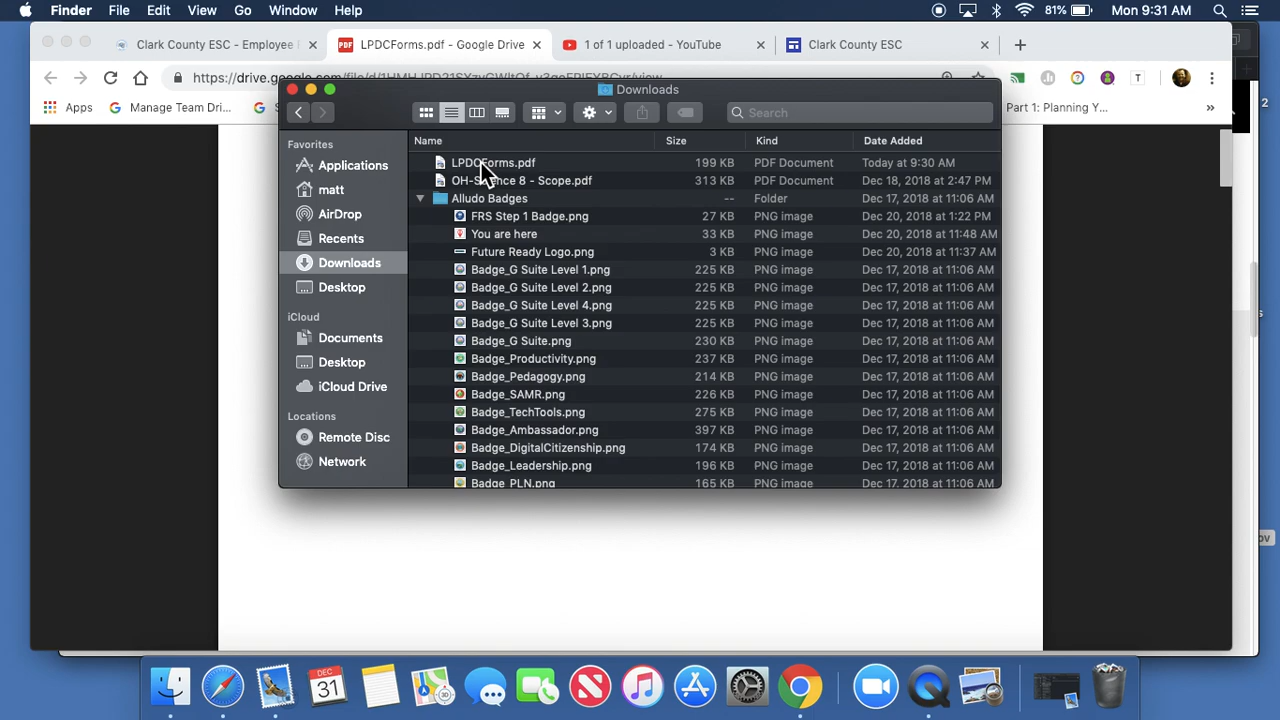 Finder File Edit View Go Window Help 81% Mon 9:31 AM
Clark County ESC - Employee LPDCForms.pdf - Google Drive 1 of 1 uploaded - YouTube Clark County ESC
Apps Manage Team Dri... Part 1: Planning Y... »
Downloads
Search
Favorites
Applications
matt
AirDrop
Recents
Downloads
Desktop
iCloud
Documents
Desktop
iCloud Drive
Locations
Remote Disc
Network
Name Size Kind Date Added
LPDCForms.pdf 199 KB PDF Document Today at 9:30 AM
OH-Science 8 - Scope.pdf 313 KB PDF Document Dec 18, 2018 at 2:47 PM
Alludo Badges -- Folder Dec 17, 2018 at 11:06 AM
FRS Step 1 Badge.png 27 KB PNG image Dec 20, 2018 at 1:22 PM
You are here 33 KB PNG image Dec 20, 2018 at 11:48 AM
Future Ready Logo.png 3 KB PNG image Dec 20, 2018 at 11:37 AM
Badge_G Suite Level 1.png 225 KB PNG image Dec 17, 2018 at 11:06 AM
Badge_G Suite Level 2.png 225 KB PNG image Dec 17, 2018 at 11:06 AM
Badge_G Suite Level 4.png 225 KB PNG image Dec 17, 2018 at 11:06 AM
Badge_G Suite Level 3.png 225 KB PNG image Dec 17, 2018 at 11:06 AM
Badge_G Suite.png 230 KB PNG image Dec 17, 2018 at 11:06 AM
Badge_Productivity.png 237 KB PNG image Dec 17, 2018 at 11:06 AM
Badge_Pedagogy.png 214 KB PNG image Dec 17, 2018 at 11:06 AM
Badge_SAMR.png 226 KB PNG image Dec 17, 2018 at 11:06 AM
Badge_TechTools.png 275 KB PNG image Dec 17, 2018 at 11:06 AM
Badge_Ambassador.png 397 KB PNG image Dec 17, 2018 at 11:06 AM
Badge_DigitalCitizenship.png 174 KB PNG image Dec 17, 2018 at 11:06 AM
Badge_Leadership.png 196 KB PNG image Dec 17, 2018 at 11:06 AM
Badge_PLN.png 165 KB PNG image Dec 17, 2018 at 11:06 AM
DEC
31